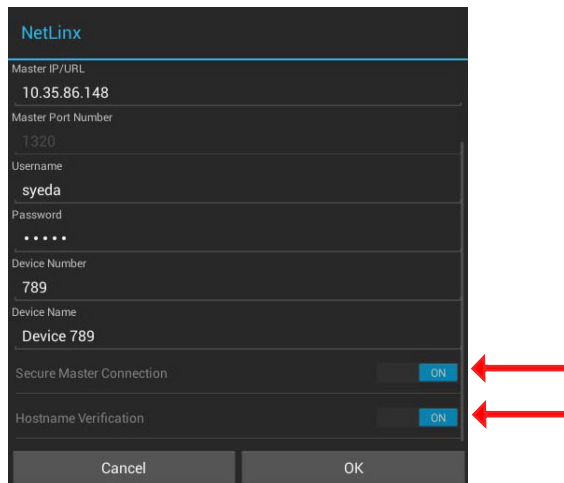 NetLinx
Master IP/URL
10.35.86.148
Master Port Number
1320
Username
syeda
Password
•••••
Device Number
789
Device Name
Device 789
Secure Master Connection ON
Hostname Verification ON
Cancel OK